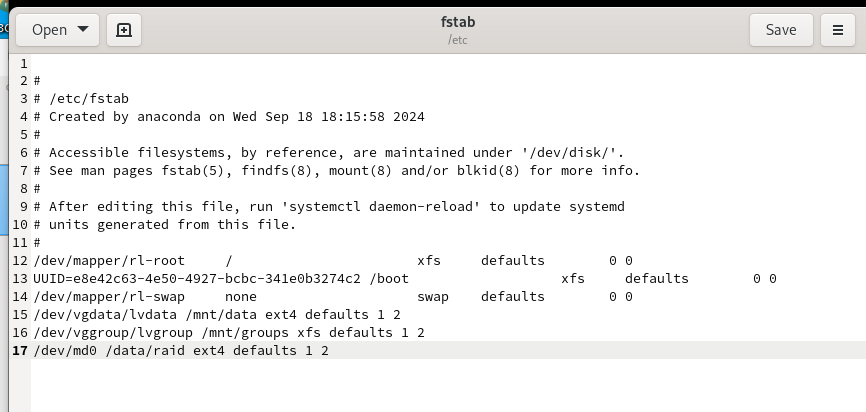 Open
fstab
/etc
Save
1
2 #
3 # /etc/fstab
4 # Created by anaconda on Wed Sep 18 18:15:58 2024
5 #
6 # Accessible filesystems, by reference, are maintained under '/dev/disk/'.
7 # See man pages fstab(5), findfs(8), mount(8) and/or blkid(8) for more info.
8 #
9 # After editing this file, run 'systemctl daemon-reload' to update systemd
10 # units generated from this file.
11 #
12 /dev/mapper/rl-root     /                       xfs     defaults        0 0
13 UUID=e8e42c63-4e50-4927-bcbc-341e0b3274c2 /boot                   xfs     defaults        0 0
14 /dev/mapper/rl-swap     none                    swap    defaults        0 0
15 /dev/vgdata/lvdata /mnt/data ext4 defaults 1 2
16 /dev/vggroup/lvgroup /mnt/groups xfs defaults 1 2
17 /dev/md0 /data/raid ext4 defaults 1 2